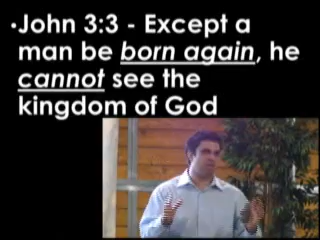 •John 3:3 - Except a
man be born again, he
cannot see the
kingdom of God